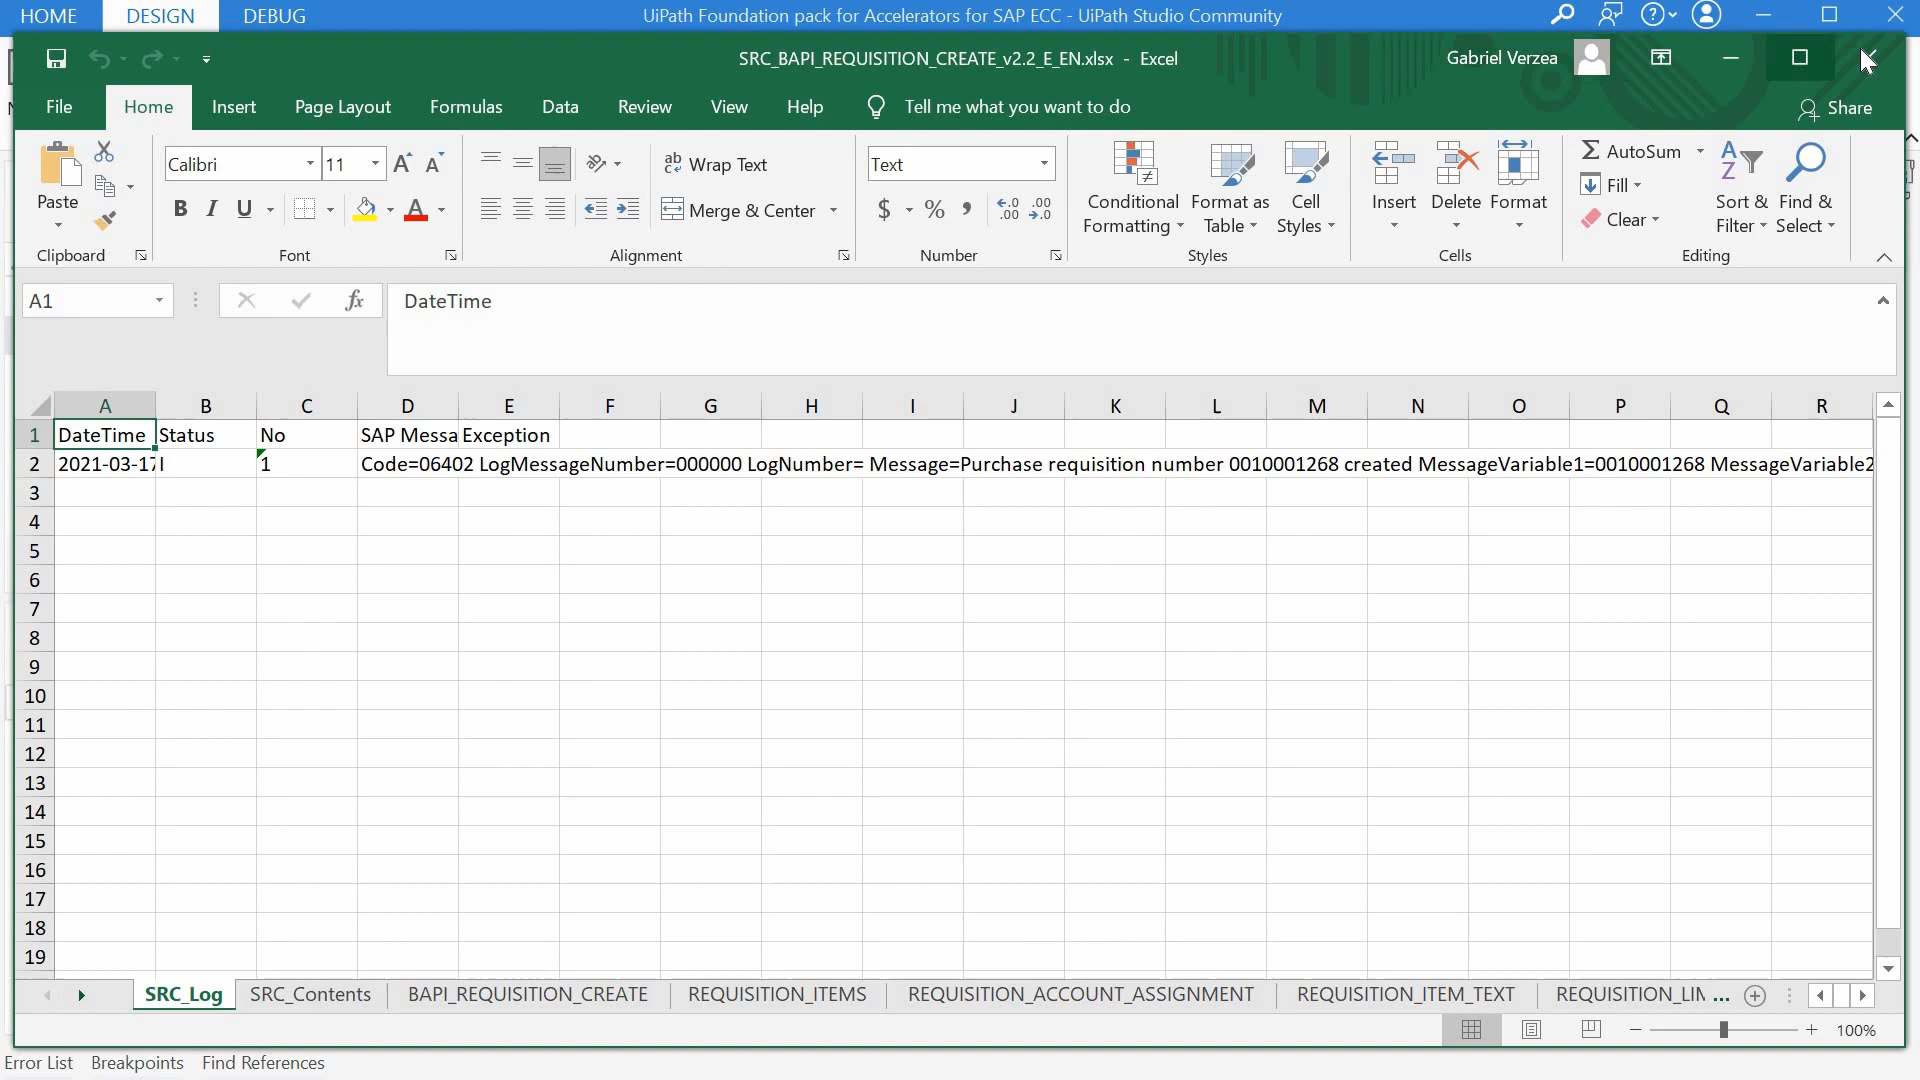 HOME DESIGN DEBUG UiPath Foundation pack for Accelerators for SAP ECC - UiPath Studio Community
SRC_BAPI_REQUISITION_CREATE_v2.2_E_EN.xlsx - Excel Gabriel Verzea
File Home Insert Page Layout Formulas Data Review View Help Tell me what you want to do Share
Calibri 11 Wrap Text Text AutoSum
Fill
Paste Conditional Format as Cell Insert Delete Format Sort & Find &
B I U Merge & Center $ % Formatting Table Styles Clear Filter Select
Clipboard Font Alignment Number Styles Cells Editing
A1 fx DateTime
A B C D E F G H I J K L M N O P Q R
1 DateTime Status No SAP Messa Exception
2 2021-03-17 I 1 Code=06402 LogMessageNumber=000000 LogNumber= Message=Purchase requisition number 0010001268 created MessageVariable1=0010001268 MessageVariable2
3
4
5
6
7
8
9
10
11
12
13
14
15
16
17
18
19
SRC_Log SRC_Contents BAPI_REQUISITION_CREATE REQUISITION_ITEMS REQUISITION_ACCOUNT_ASSIGNMENT REQUISITION_ITEM_TEXT REQUISITION_LIM ...
100%
Error List Breakpoints Find References